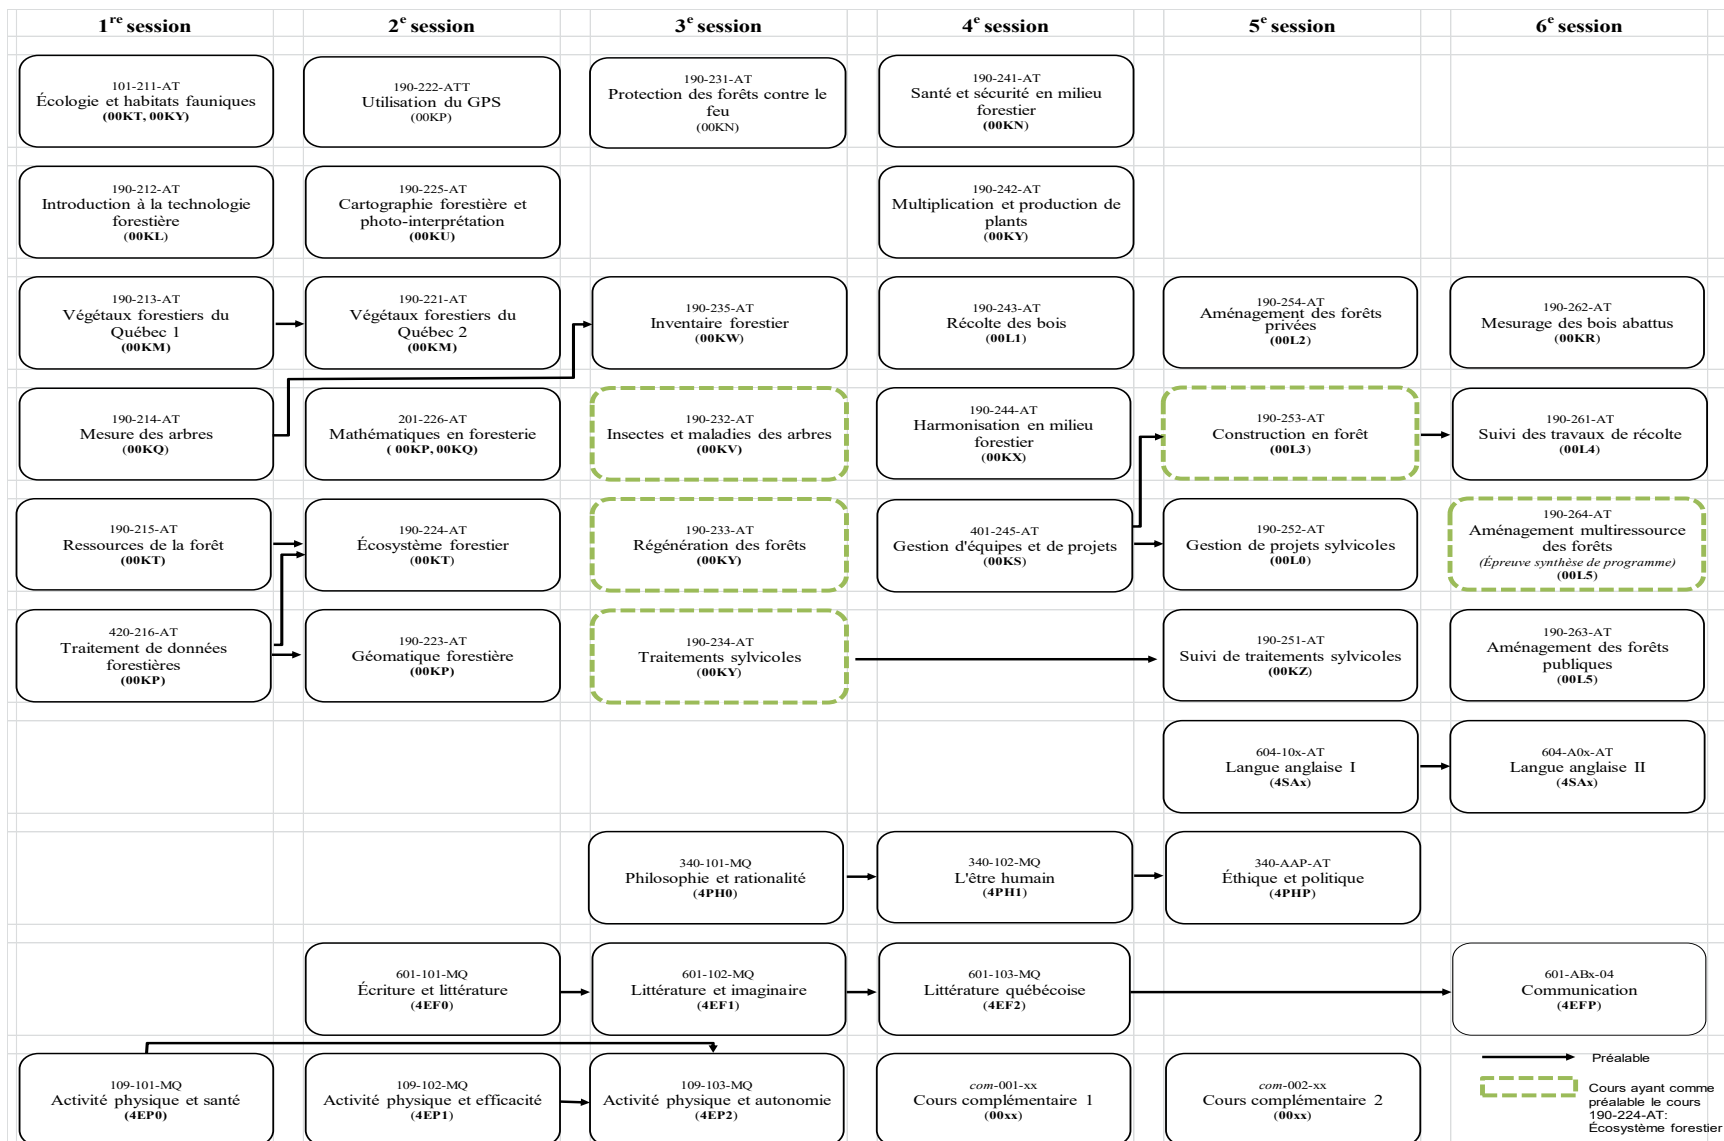 1re session
2e session
3e session
4e session
5e session
6e session
101-211-AT
Écologie et habitats fauniques
(00KT, 00KY)
190-222-ATT
Utilisation du GPS
(00KP)
190-231-AT
Protection des forêts contre le
feu
(00KN)
190-241-AT
Santé et sécurité en milieu
forestier
(00KN)
190-212-AT
Introduction à la technologie
forestière
(00KL)
190-225-AT
Cartographie forestière et
photo-interprétation
(00KU)
190-242-AT
Multiplication et production de
plants
(00KY)
190-213-AT
Végétaux forestiers du
Québec 1
(00KM)
190-221-AT
Végétaux forestiers du
Québec 2
(00KM)
190-235-AT
Inventaire forestier
(00KW)
190-243-AT
Récolte des bois
(00L1)
190-254-AT
Aménagement des forêts
privées
(00L2)
190-262-AT
Mesurage des bois abattus
(00KR)
190-214-AT
Mesure des arbres
(00KQ)
201-226-AT
Mathématiques en foresterie
( 00KP, 00KQ)
190-232-AT
Insectes et maladies des arbres
(00KV)
190-244-AT
Harmonisation en milieu
forestier
(00KX)
190-253-AT
Construction en forêt
(00L3)
190-261-AT
Suivi des travaux de récolte
(00L4)
190-215-AT
Ressources de la forêt
(00KT)
190-224-AT
Écosystème forestier
(00KT)
190-233-AT
Régénération des forêts
(00KY)
401-245-AT
Gestion d'équipes et de projets
(00KS)
190-252-AT
Gestion de projets sylvicoles
(00L0)
190-264-AT
Aménagement multiressource
des forêts
(Épreuve synthèse de programme)
(00L5)
420-216-AT
Traitement de données
forestières
(00KP)
190-223-AT
Géomatique forestière
(00KP)
190-234-AT
Traitements sylvicoles
(00KY)
190-251-AT
Suivi de traitements sylvicoles
(00KZ)
190-263-AT
Aménagement des forêts
publiques
(00L5)
604-10x-AT
Langue anglaise I
(4SAx)
604-A0x-AT
Langue anglaise II
(4SAx)
340-101-MQ
Philosophie et rationalité
(4PH0)
340-102-MQ
L'être humain
(4PH1)
340-AAP-AT
Éthique et politique
(4PHP)
601-101-MQ
Écriture et littérature
(4EF0)
601-102-MQ
Littérature et imaginaire
(4EF1)
601-103-MQ
Littérature québécoise
(4EF2)
601-ABx-04
Communication
(4EFP)
109-101-MQ
Activité physique et santé
(4EP0)
109-102-MQ
Activité physique et efficacité
(4EP1)
109-103-MQ
Activité physique et autonomie
(4EP2)
com-001-xx
Cours complémentaire 1
(00xx)
com-002-xx
Cours complémentaire 2
(00xx)
Préalable
Cours ayant comme
préalable le cours
190-224-AT:
Écosystème forestier